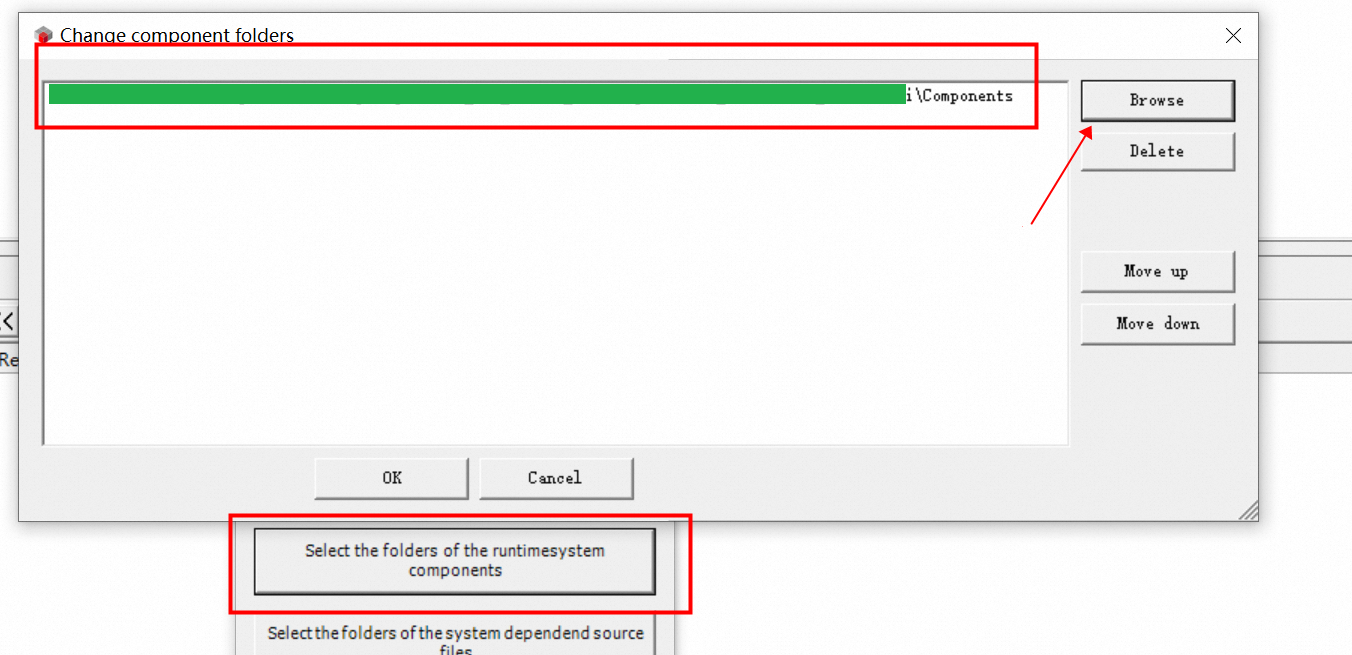 Change component folders
i\Components
Browse
Delete
Move up
Move down
Re
OK
Cancel
Select the folders of the runtimesystem
components
Select the folders of the system dependend source
files